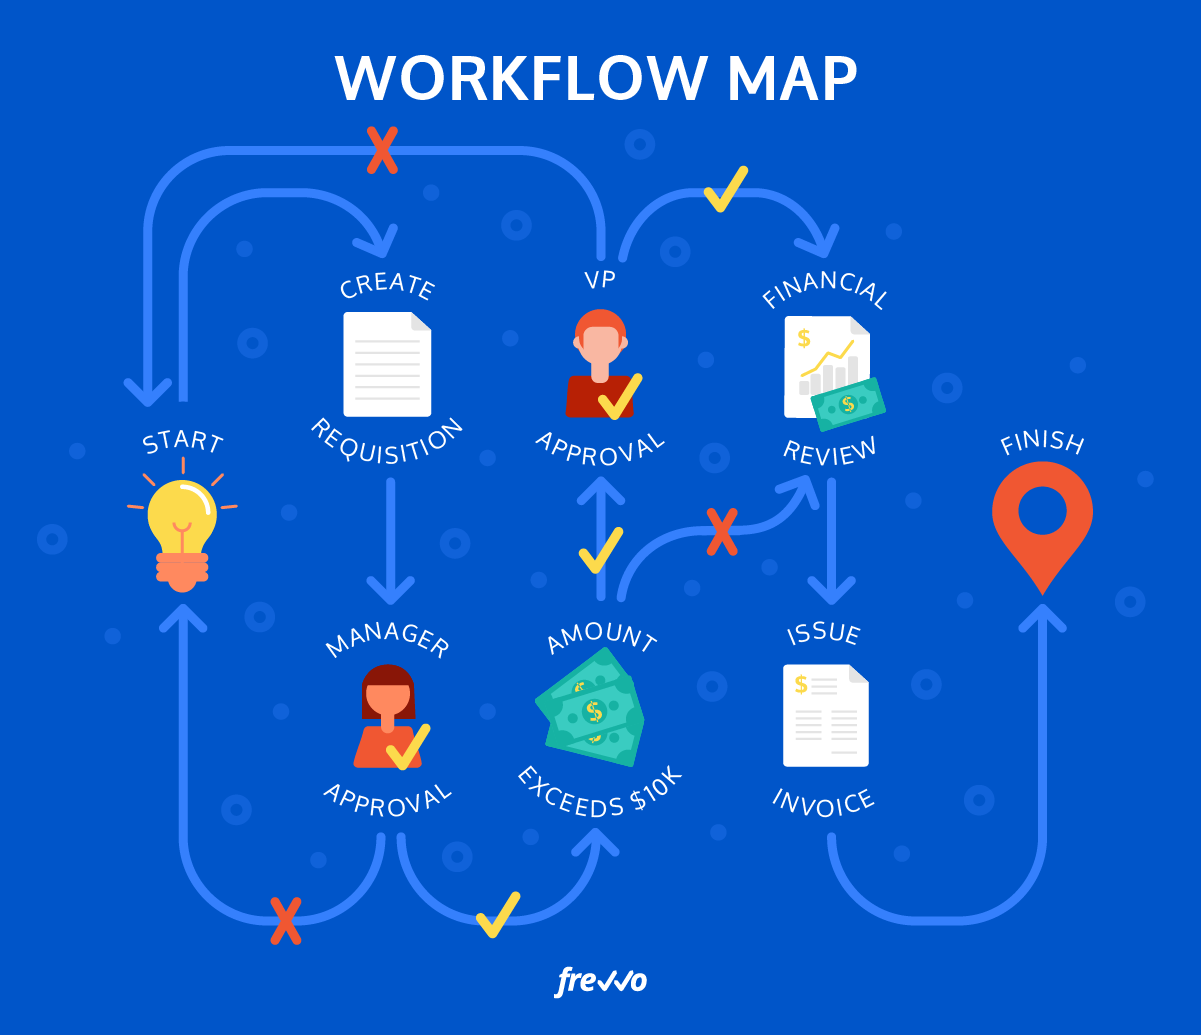 WORKFLOW MAP
CREATE
REQUISITION
VP
APPROVAL
FINANCIAL
$
$
REVIEW
START
FINISH
MANAGER
APPROVAL
AMOUNT
$
$
$
EXCEEDS $10K
ISSUE
$
INVOICE
frevvo